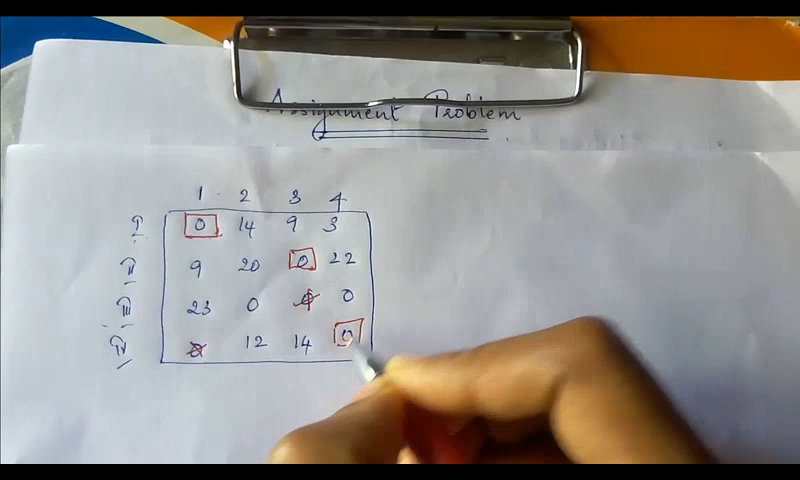 Assignment Problem
1 2 3 4
I 0 14 9 3
II 9 20 0 22
III 23 0 0 0
IV 0 12 14 0